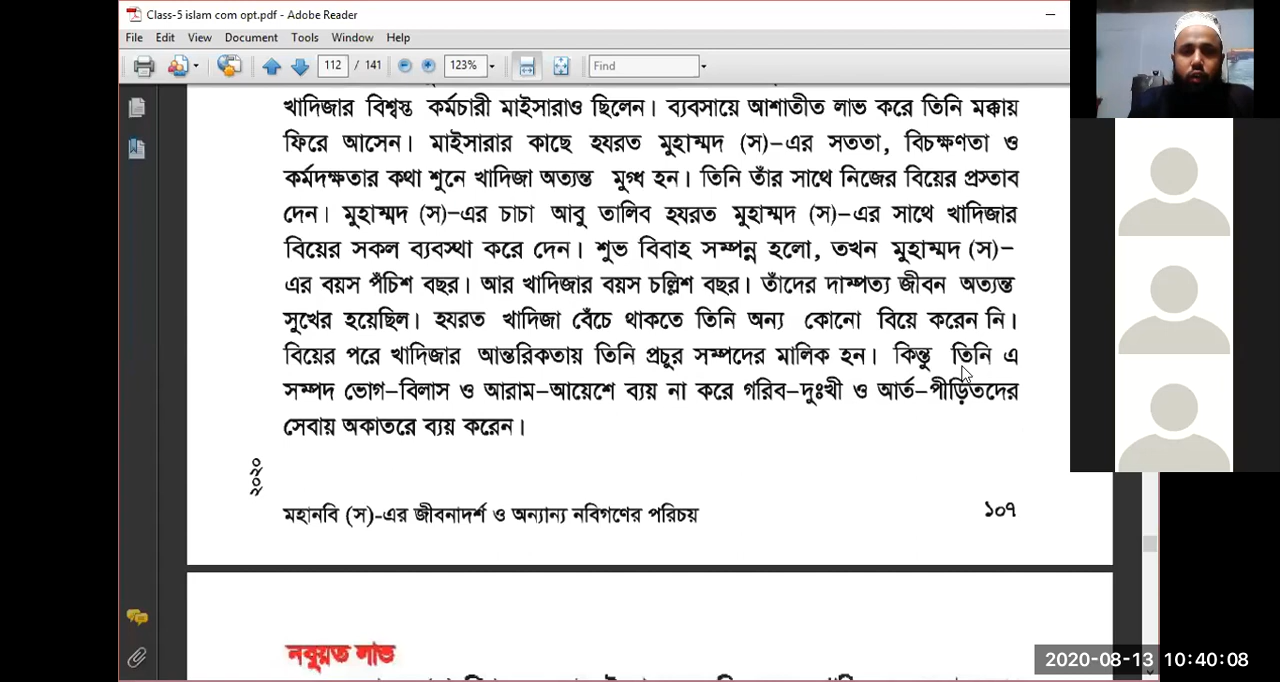 Class-5 islam com opt.pdf - Adobe Reader
File Edit View Document Tools Window Help
112 / 141 123% Find
খাদিজার বিশ্বস্ত কর্মচারী মাইসারাও ছিলেন। ব্যবসায়ে আশাতীত লাভ করে তিনি মক্কায়
ফিরে আসেন। মাইসারার কাছে হযরত মুহাম্মদ (স)-এর সততা, বিচক্ষণতা ও
কর্মদক্ষতার কথা শুনে খাদিজা অত্যন্ত মুগ্ধ হন। তিনি তাঁর সাথে নিজের বিয়ের প্রস্তাব
দেন। মুহাম্মদ (স)-এর চাচা আবু তালিব হযরত মুহাম্মদ (স)-এর সাথে খাদিজার
বিয়ের সকল ব্যবস্থা করে দেন। শুভ বিবাহ সম্পন্ন হলো, তখন মুহাম্মদ (স)-
এর বয়স পঁচিশ বছর। আর খাদিজার বয়স চল্লিশ বছর। তাঁদের দাম্পত্য জীবন অত্যন্ত
সুখের হয়েছিল। হযরত খাদিজা বেঁচে থাকতে তিনি অন্য কোনো বিয়ে করেন নি।
বিয়ের পরে খাদিজার আন্তরিকতায় তিনি প্রচুর সম্পদের মালিক হন। কিন্তু তিনি এ
সম্পদ ভোগ-বিলাস ও আরাম-আয়েশে ব্যয় না করে গরিব-দুঃখী ও আর্ত-পীড়িতদের
সেবায় অকাতরে ব্যয় করেন।
২০২০
মহানবি (স)-এর জীবনাদর্শ ও অন্যান্য নবিগণের পরিচয় ১০৭
নবুয়ত লাভ
2020-08-13 10:40:08